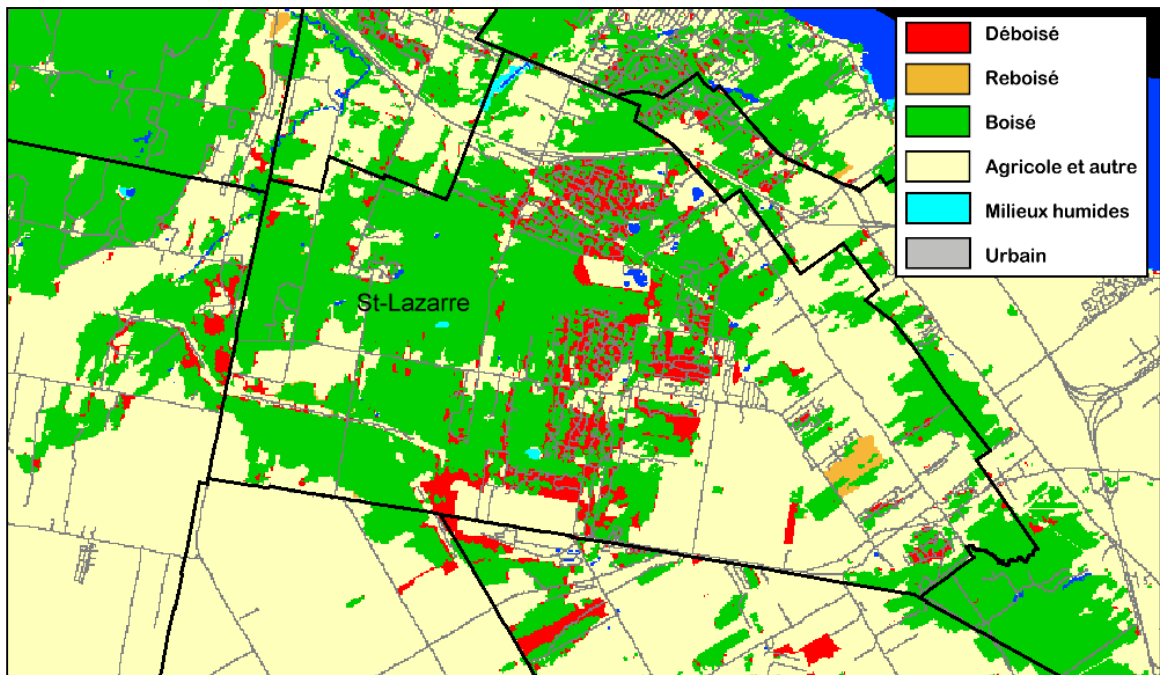 Déboisé
Reboisé
Boisé
Agricole et autre
Milieux humides
Urbain
St-Lazarre